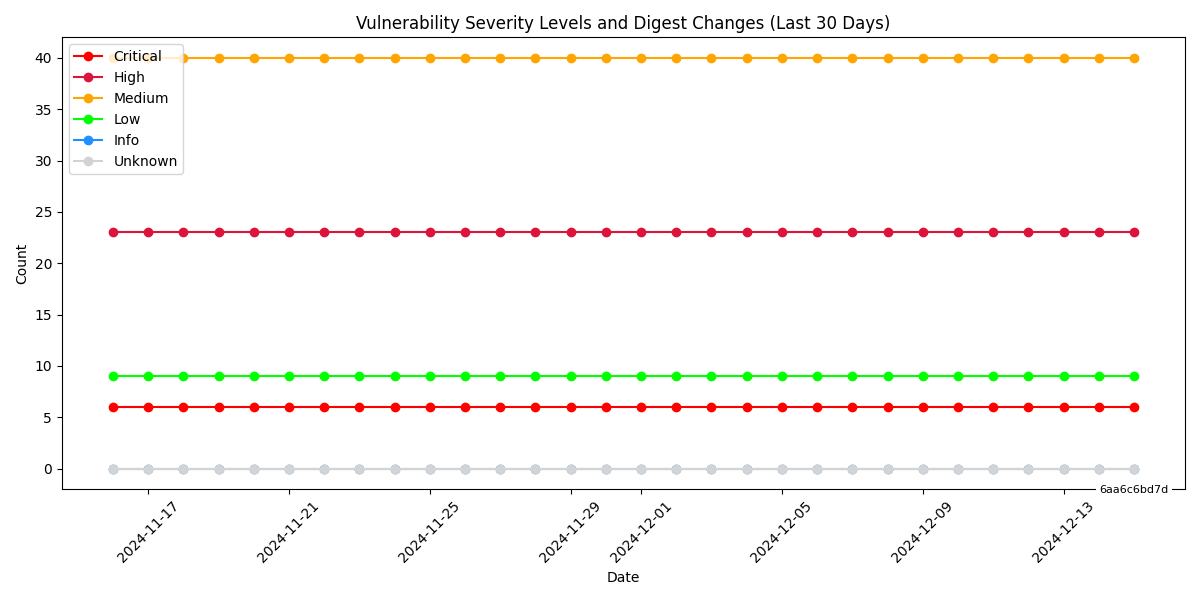 Vulnerability Severity Levels and Digest Changes (Last 30 Days)
Critical
High
Medium
Low
Info
Unknown
40
35
30
25
20
15
10
5
0
Count
6aa6c6bd7d
2024-11-17
2024-11-21
2024-11-25
2024-11-29
2024-12-01
2024-12-05
2024-12-09
2024-12-13
Date